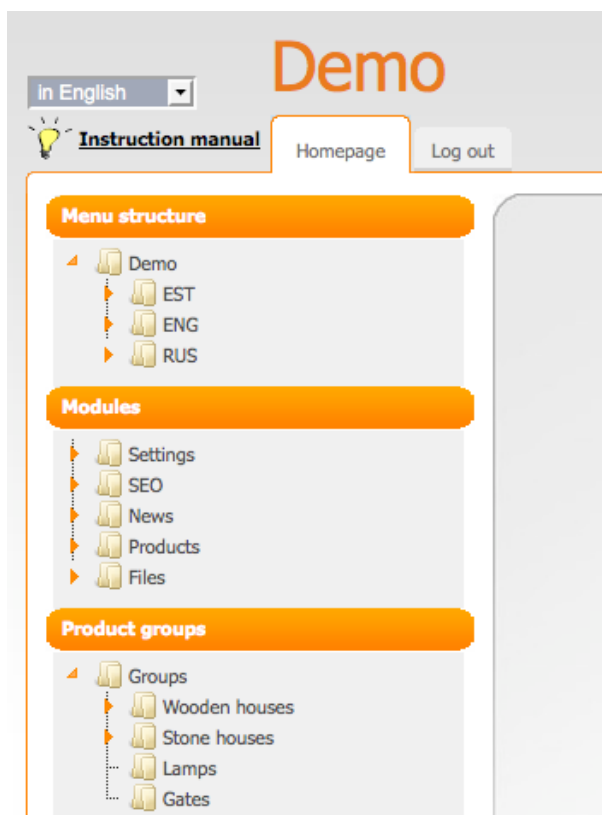 Demo
in English
Instruction manual
Homepage
Log out
Menu structure
Demo
EST
ENG
RUS
Modules
Settings
SEO
News
Products
Files
Product groups
Groups
Wooden houses
Stone houses
Lamps
Gates